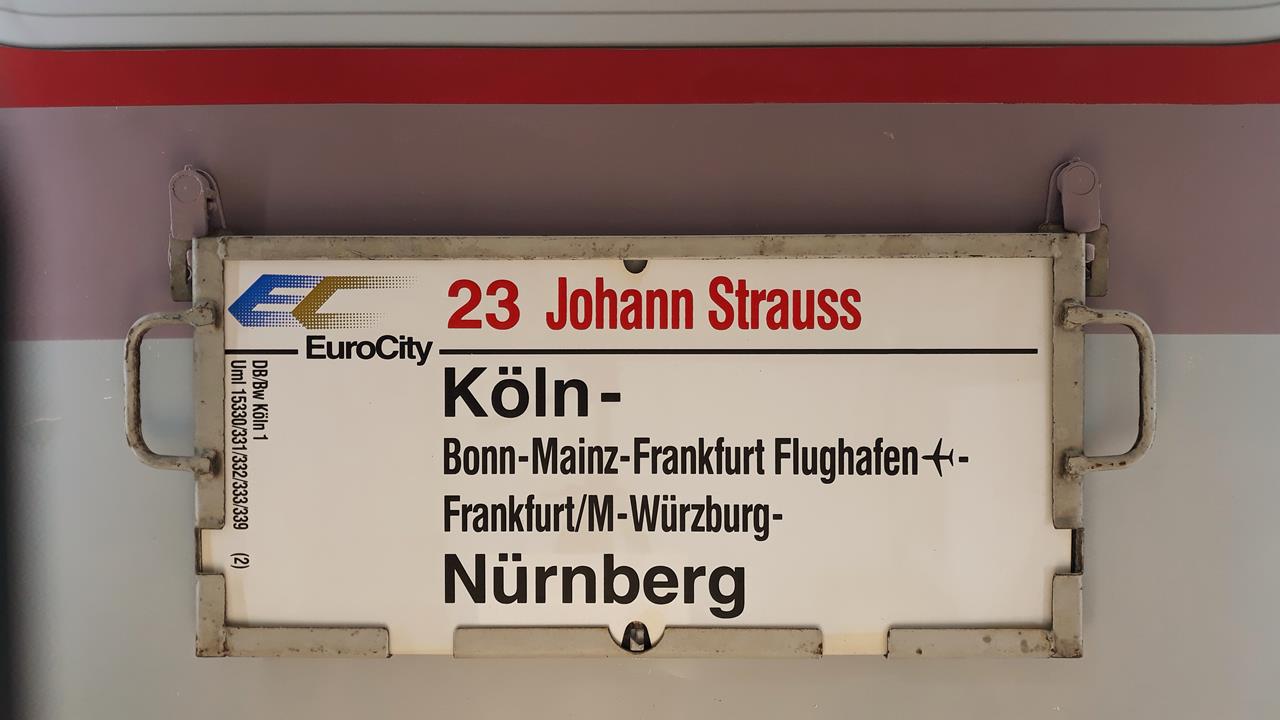 EC 23 Johann Strauss
EuroCity
Köln-
Bonn-Mainz-Frankfurt Flughafen✈-
Frankfurt/M-Würzburg-
Nürnberg
DB/Bw Köln 1
Uml 15330/331/332/333/339 (2)